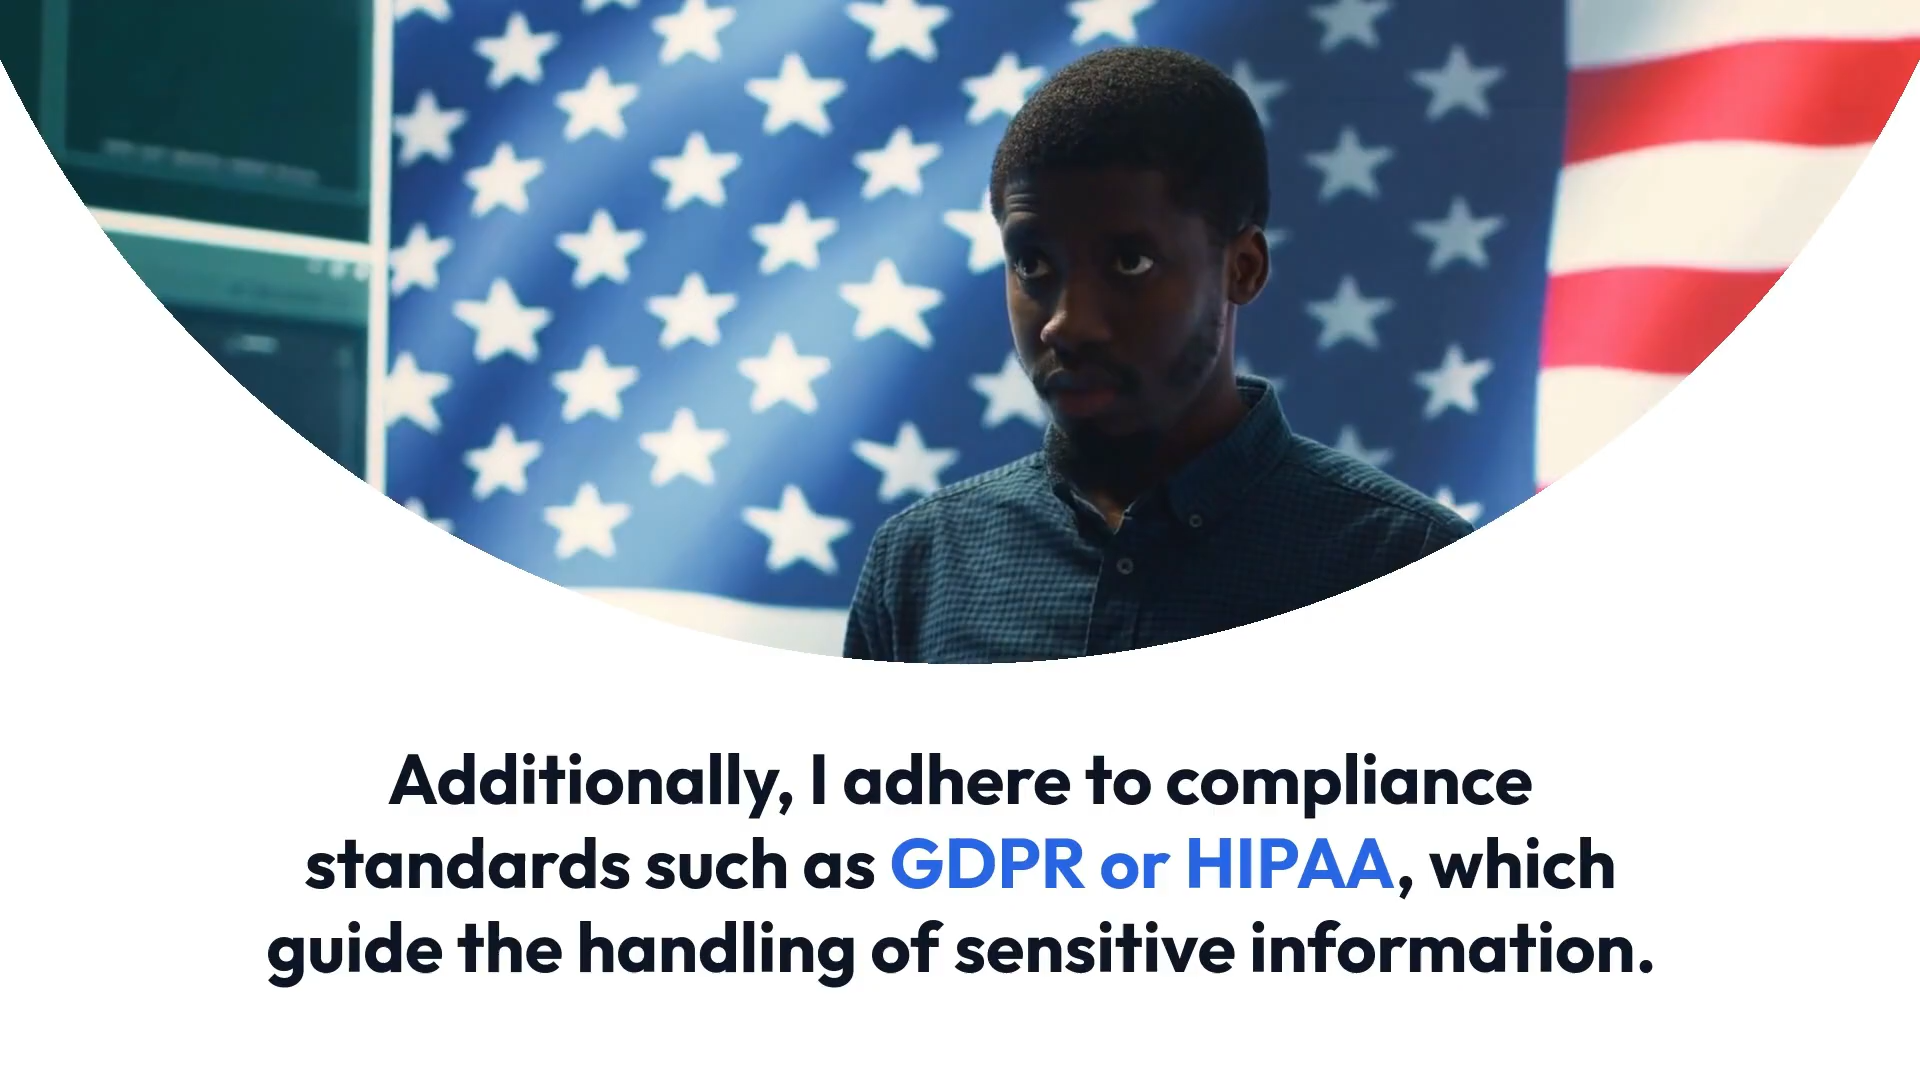 Additionally, I adhere to compliance
standards such as GDPR or HIPAA, which
guide the handling of sensitive information.